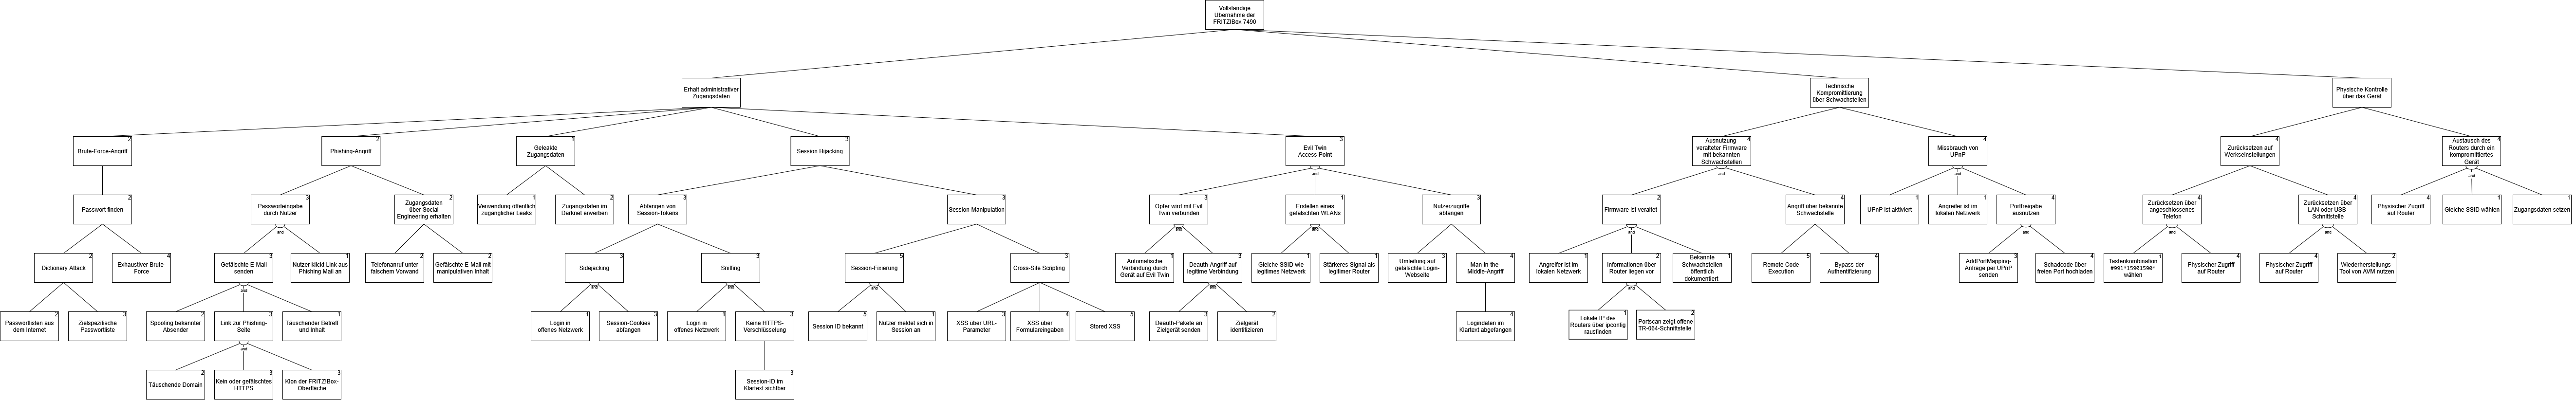 Vollständige
Übernahme der
FRITZ!Box 7490
Erhalt administrativer
Zugangsdaten
Technische
Kompromittierung
über Schwachstellen
Physische Kontrolle
über das Gerät
2
Brute-Force-Angriff
2
Phishing-Angriff
1
Geleakte
Zugangsdaten
3
Session Hijacking
3
Evil Twin
Access Point
and
4
Ausnutzung
veralteter Firmware
mit bekannten
Schwachstellen
and
4
Missbrauch von
UPnP
and
4
Zurücksetzen auf
Werkseinstellungen
4
Austausch des
Routers durch ein
kompromittiertes
Gerät
and
2
Passwort finden
3
Passworteingabe
durch Nutzer
and
2
Zugangsdaten
über Social
Engineering erhalten
1
Verwendung öffentlich
zugänglicher Leaks
2
Zugangsdaten im
Darknet erwerben
3
Abfangen von
Session-Tokens
3
Session-Manipulation
3
Opfer wird mit Evil
Twin verbunden
and
1
Erstellen eines
gefälschten WLANs
and
3
Nutzerzugriffe
abfangen
2
Firmware ist veraltet
and
4
Angriff über bekannte
Schwachstelle
1
UPnP ist aktiviert
1
Angreifer ist im
lokalen Netzwerk
4
Portfreigabe
ausnutzen
and
4
Zurücksetzen über
angeschlossenes
Telefon
and
4
Zurücksetzen über
LAN oder USB-
Schnittstelle
and
4
Physischer Zugriff
auf Router
1
Gleiche SSID wählen
1
Zugangsdaten setzen
2
Dictionary Attack
4
Exhaustiver Brute-
Force
3
Gefälschte E-Mail
senden
and
1
Nutzer klickt Link aus
Phishing Mail an
2
Telefonanruf unter
falschem Vorwand
2
Gefälschte E-Mail mit
manipulativen Inhalt
3
Sidejacking
and
3
Sniffing
and
5
Session-Fixierung
and
3
Cross-Site Scripting
1
Automatische
Verbindung durch
Gerät auf Evil Twin
3
Deauth-Angriff auf
legitime Verbindung
and
1
Gleiche SSID wie
legitimes Netzwerk
1
Stärkeres Signal als
legitimer Router
3
Umleitung auf
gefälschte Login-
Webseite
4
Man-in-the-
Middle-Angriff
1
Angreifer ist im
lokalen Netzwerk
2
Informationen über
Router liegen vor
and
1
Bekannte
Schwachstellen
öffentlich
dokumentiert
5
Remote Code
Execution
4
Bypass der
Authentifizierung
3
AddPortMapping-
Anfrage per UPnP
senden
4
Schadcode über
freien Port hochladen
1
Tastenkombination
#991*15901590*
wählen
4
Physischer Zugriff
auf Router
4
Physischer Zugriff
auf Router
2
Wiederherstellungs-
Tool von AVM nutzen
2
Passwortlisten aus
dem Internet
3
Zielspezifische
Passwortliste
2
Spoofing bekannter
Absender
3
Link zur Phishing-
Seite
and
1
Täuschender Betreff
und Inhalt
1
Login in
offenes Netzwerk
3
Session-Cookies
abfangen
1
Login in
offenes Netzwerk
3
Keine HTTPS-
Verschlüsselung
5
Session ID bekannt
1
Nutzer meldet sich in
Session an
3
XSS über URL-
Parameter
4
XSS über
Formulareingaben
5
Stored XSS
3
Deauth-Pakete an
Zielgerät senden
2
Zielgerät
identifizieren
4
Logindaten im
Klartext abgefangen
1
Lokale IP des
Routers über ipconfig
rausfinden
2
Portscan zeigt offene
TR-064-Schnittstelle
2
Täuschende Domain
3
Kein oder gefälschtes
HTTPS
3
Klon der FRITZ!Box-
Oberfläche
3
Session-ID im
Klartext sichtbar